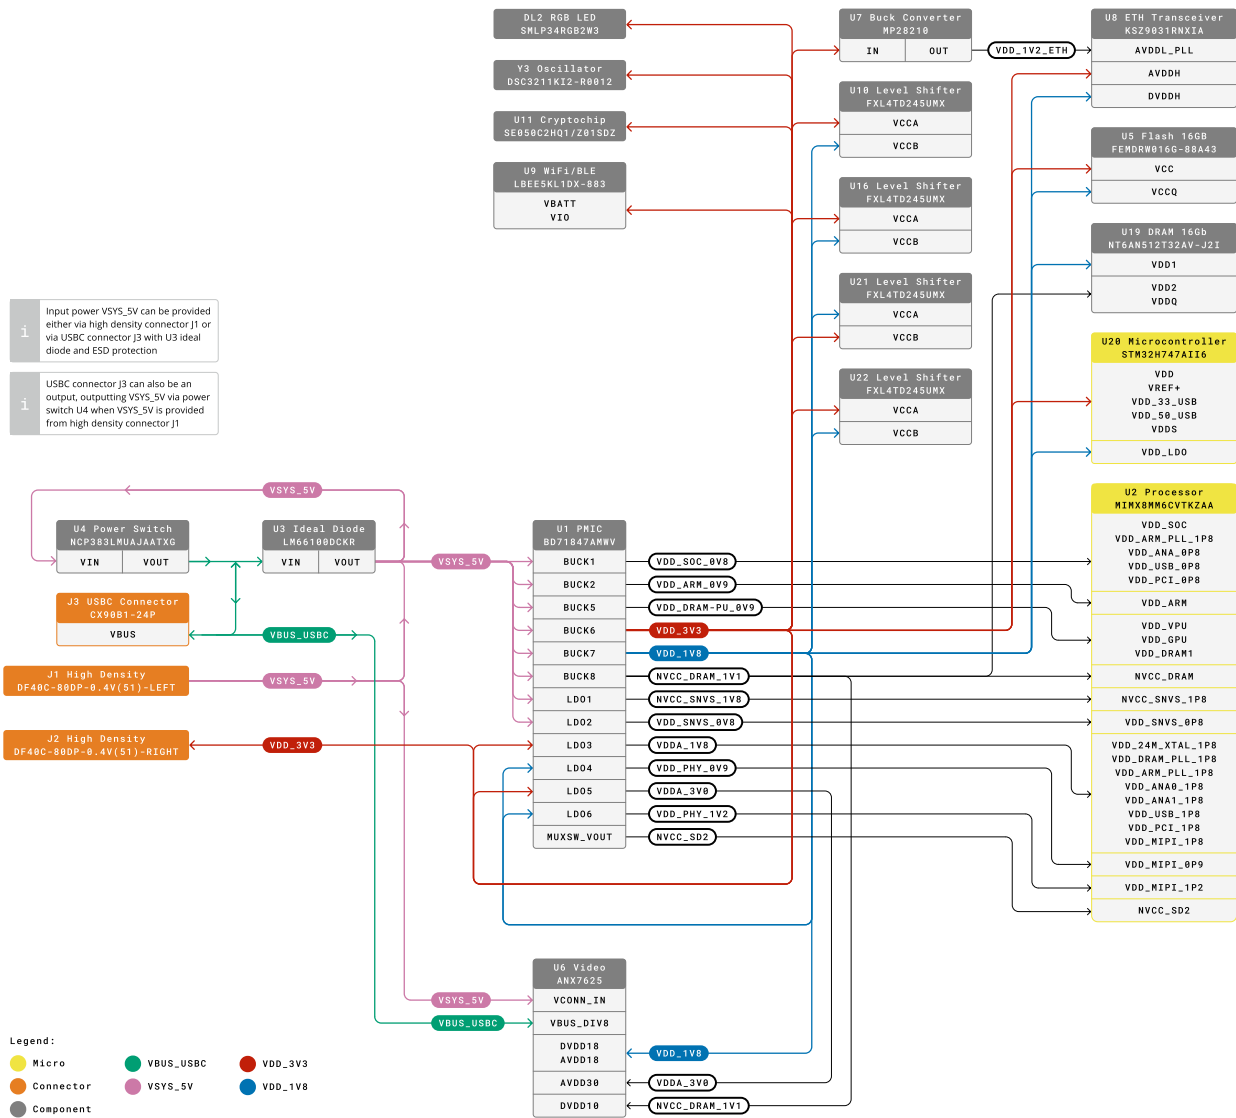 DL2 RGB LED
SMLP34RGB2W3
Y3 Oscillator
DSC3211KI2-R0012
U11 Cryptochip
SE050C2HQ1/Z01SDZ
U9 WiFi/BLE
LBEE5KL1DX-883
VBATT
VIO
U7 Buck Converter
MP28210
IN
OUT
VDD_1V2_ETH
U10 Level Shifter
FXL4TD245UMX
VCCA
VCCB
U16 Level Shifter
FXL4TD245UMX
VCCA
VCCB
U21 Level Shifter
FXL4TD245UMX
VCCA
VCCB
U22 Level Shifter
FXL4TD245UMX
VCCA
VCCB
U8 ETH Transceiver
KSZ9031RNXIA
AVDDL_PLL
AVDDH
DVDDH
U5 Flash 16GB
FEMDRW016G-88A43
VCC
VCCQ
U19 DRAM 16Gb
NT6AN512T32AV-J2I
VDD1
VDD2
VDDQ
U20 Microcontroller
STM32H747AII6
VDD
VREF+
VDD_33_USB
VDD_50_USB
VDDS
VDD_LDO
i
Input power VSYS_5V can be provided
either via high density connector J1 or
via USBC connector J3 with U3 ideal
diode and ESD protection
i
USBC connector J3 can also be an
output, outputting VSYS_5V via power
switch U4 when VSYS_5V is provided
from high density connector J1
VSYS_5V
U4 Power Switch
NCP383LMUAJAATXG
VIN
VOUT
U3 Ideal Diode
LM66100DCKR
VIN
VOUT
VSYS_5V
J3 USBC Connector
CX90B1-24P
VBUS
VBUS_USBC
J1 High Density
DF40C-80DP-0.4V(51)-LEFT
VSYS_5V
J2 High Density
DF40C-80DP-0.4V(51)-RIGHT
VDD_3V3
U1 PMIC
BD71847AMWV
BUCK1
VDD_SOC_0V8
BUCK2
VDD_ARM_0V9
BUCK5
VDD_DRAM-PU_0V9
BUCK6
VDD_3V3
BUCK7
VDD_1V8
BUCK8
NVCC_DRAM_1V1
LDO1
NVCC_SNVS_1V8
LDO2
VDD_SNVS_0V8
LDO3
VDDA_1V8
LDO4
VDD_PHY_0V9
LDO5
VDDA_3V0
LDO6
VDD_PHY_1V2
MUXSW_VOUT
NVCC_SD2
U2 Processor
MIMX8MM6CVTKZAA
VDD_SOC
VDD_ARM_PLL_1P8
VDD_ANA_0P8
VDD_USB_0P8
VDD_PCI_0P8
VDD_ARM
VDD_VPU
VDD_GPU
VDD_DRAM1
NVCC_DRAM
NVCC_SNVS_1P8
VDD_SNVS_0P8
VDD_24M_XTAL_1P8
VDD_DRAM_PLL_1P8
VDD_ARM_PLL_1P8
VDD_ANA0_1P8
VDD_ANA1_1P8
VDD_USB_1P8
VDD_PCI_1P8
VDD_MIPI_1P8
VDD_MIPI_0P9
VDD_MIPI_1P2
NVCC_SD2
U6 Video
ANX7625
VSYS_5V
VCONN_IN
VBUS_USBC
VBUS_DIV8
DVDD18
AVDD18
VDD_1V8
AVDD30
VDDA_3V0
DVDD10
NVCC_DRAM_1V1
Legend:
Micro
VBUS_USBC
VDD_3V3
Connector
VSYS_5V
VDD_1V8
Component